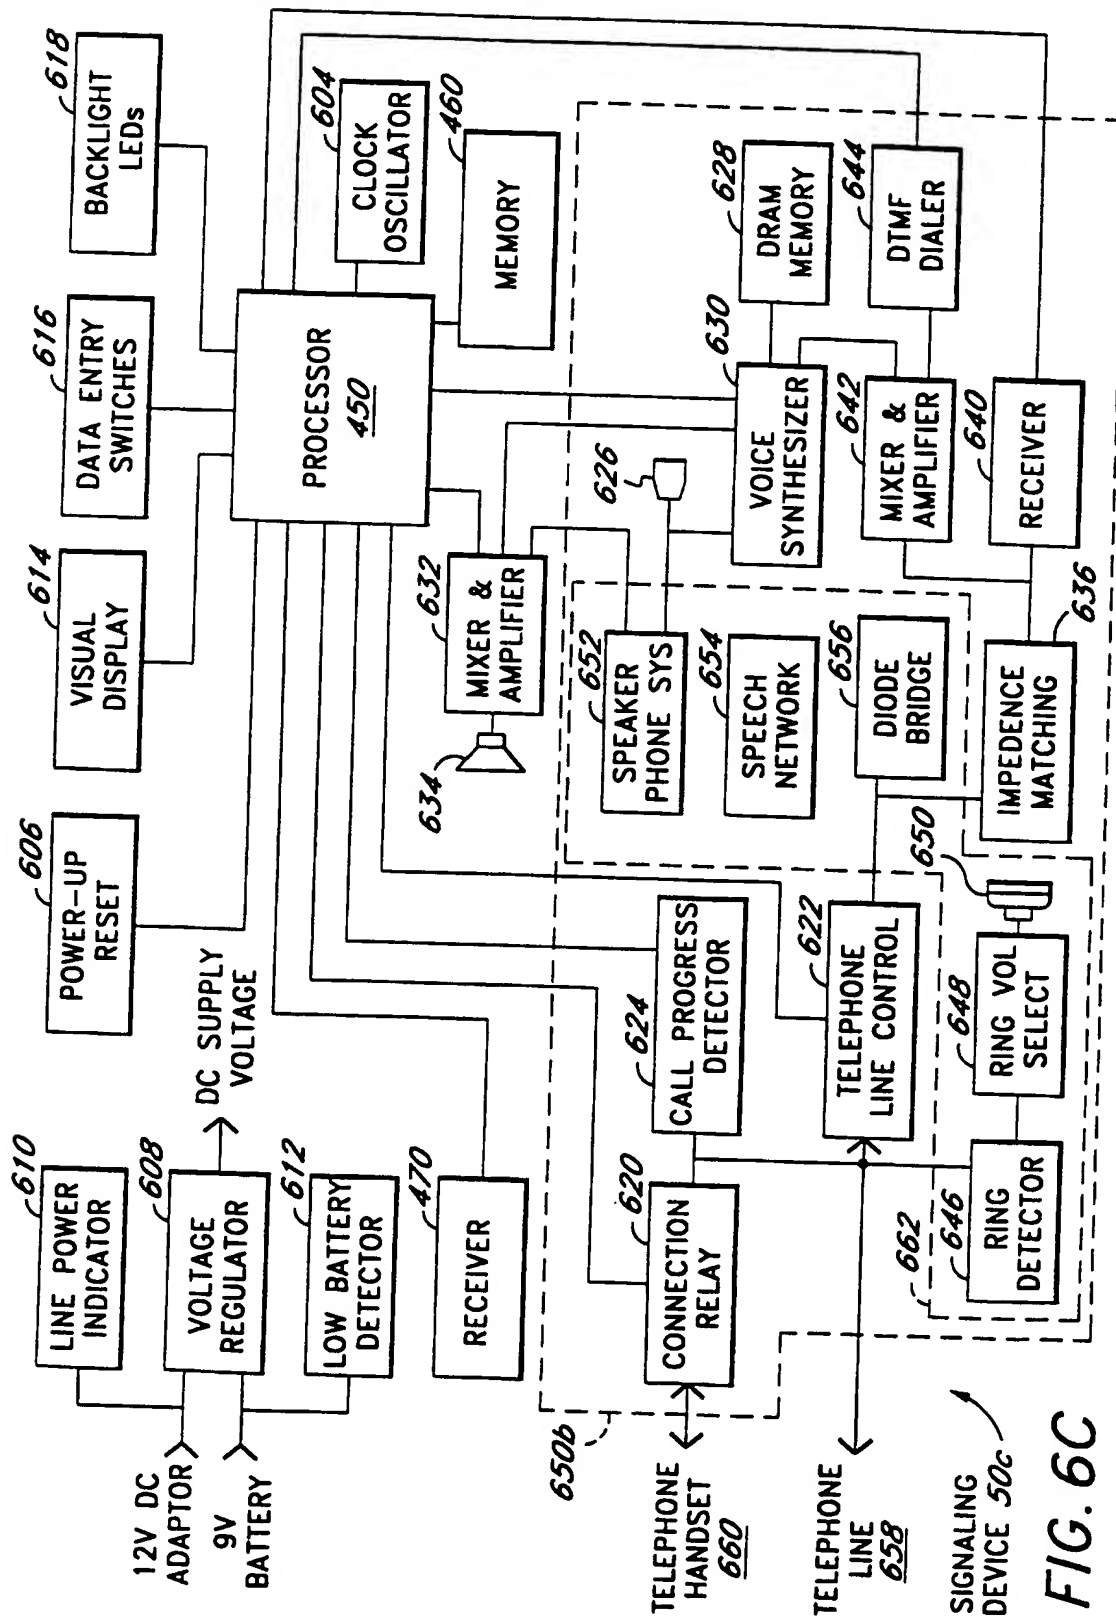 12V DC
ADAPTOR
9V
BATTERY
610
LINE POWER
INDICATOR
608
VOLTAGE
REGULATOR
DC SUPPLY
VOLTAGE
612
LOW BATTERY
DETECTOR
470
RECEIVER
606
POWER-UP
RESET
614
VISUAL
DISPLAY
616
DATA ENTRY
SWITCHES
618
BACKLIGHT
LEDs
PROCESSOR
450
604
CLOCK
OSCILLATOR
460
MEMORY
632
MIXER &
AMPLIFIER
634
650b
TELEPHONE
HANDSET
660
620
CONNECTION
RELAY
624
CALL PROGRESS
DETECTOR
652
SPEAKER
PHONE SYS
626
654
SPEECH
NETWORK
630
VOICE
SYNTHESIZER
628
DRAM
MEMORY
TELEPHONE
LINE 658
622
TELEPHONE
LINE CONTROL
656
DIODE
BRIDGE
642
MIXER &
AMPLIFIER
644
DTMF
DIALER
662
646
RING
DETECTOR
648
RING VOL
SELECT
650
636
IMPEDENCE
MATCHING
640
RECEIVER
SIGNALING
DEVICE 50c
FIG. 6C